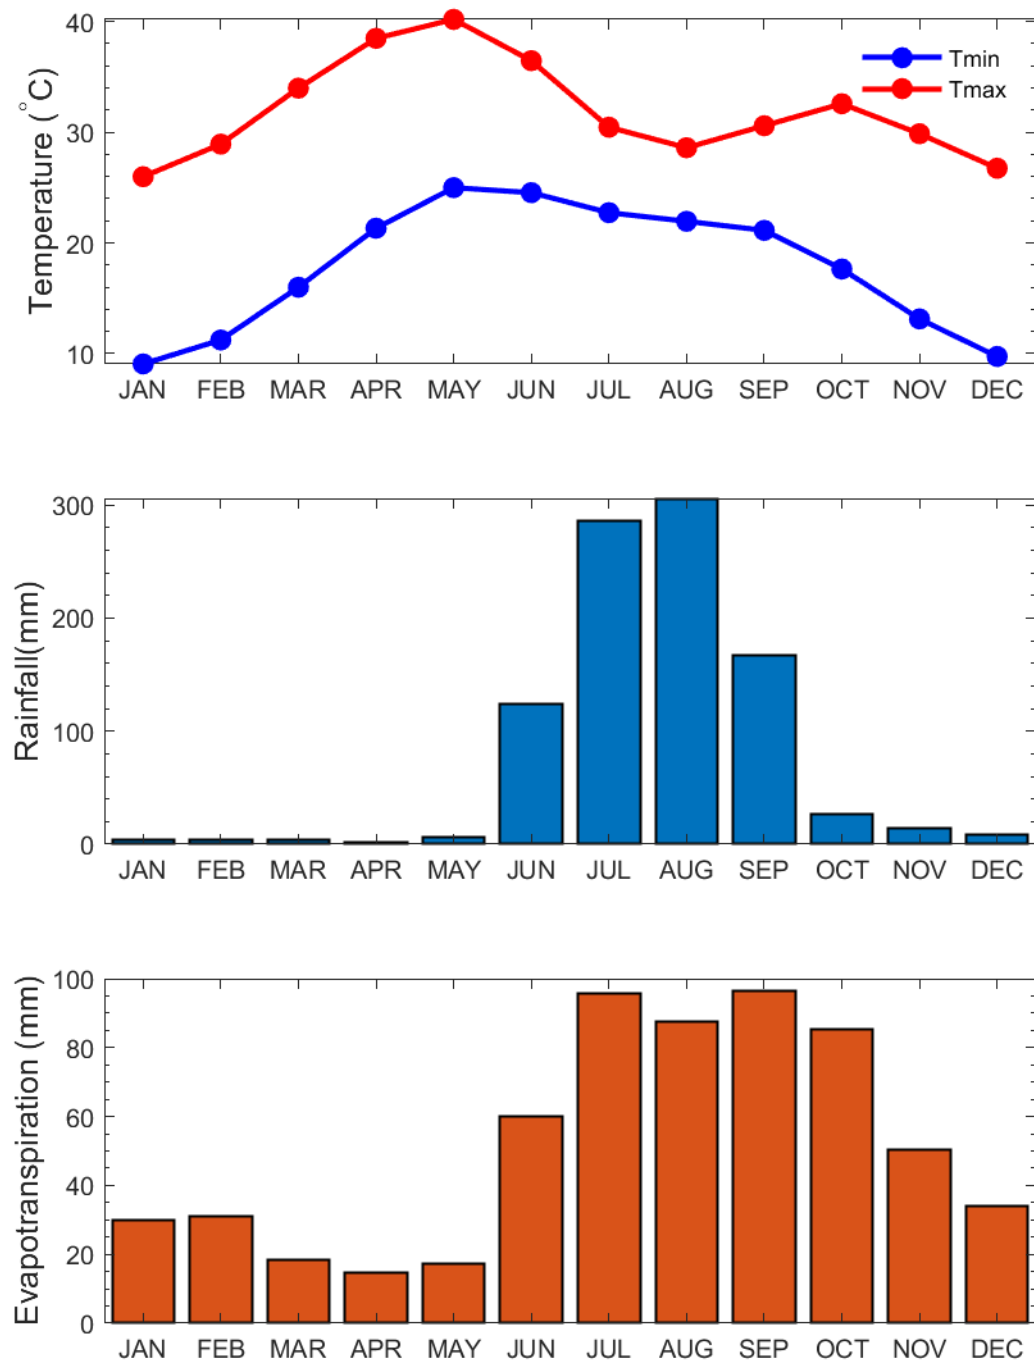 Temperature (°C)
40
30
20
10
Tmin
Tmax
JAN FEB MAR APR MAY JUN JUL AUG SEP OCT NOV DEC
Rainfall(mm)
300
200
100
0
JAN FEB MAR APR MAY JUN JUL AUG SEP OCT NOV DEC
Evapotranspiration (mm)
100
80
60
40
20
0
JAN FEB MAR APR MAY JUN JUL AUG SEP OCT NOV DEC